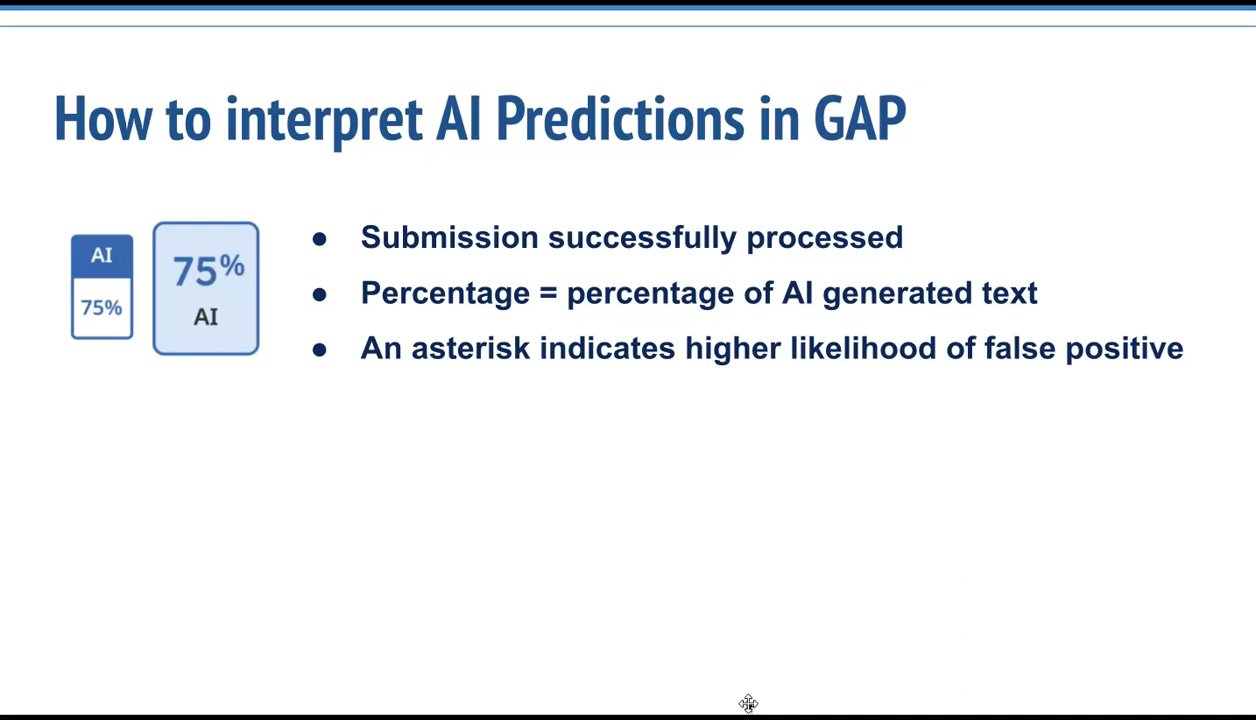 How to interpret AI Predictions in GAP
AI
75%
75%
AI
● Submission successfully processed
● Percentage = percentage of AI generated text
● An asterisk indicates higher likelihood of false positive